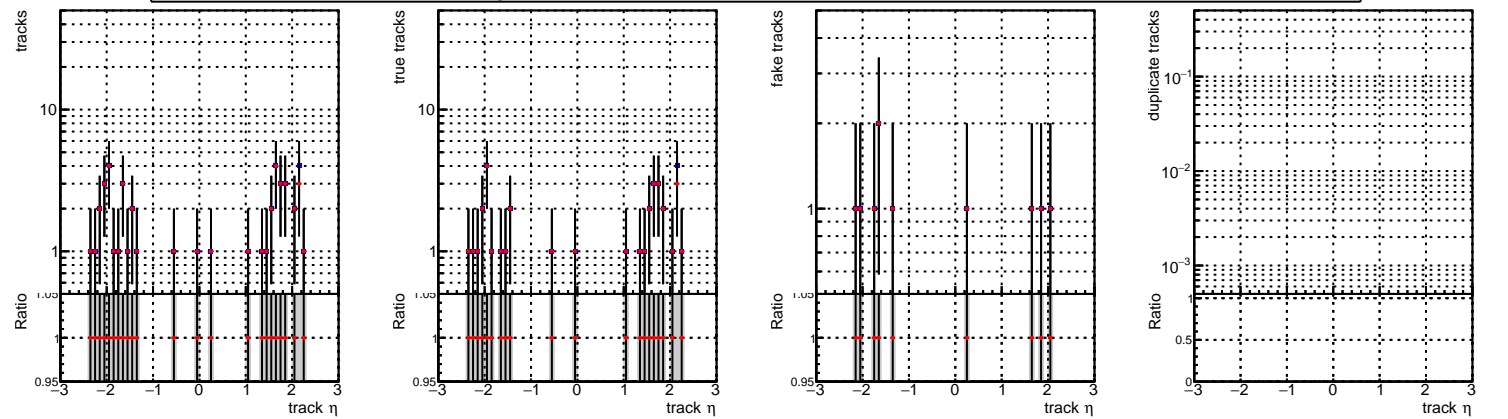 tracks
10
1
Ratio
1.05
1
0.95
−3 −2 −1 0 1 2 3
track η
true tracks
10
1
Ratio
1.05
1
0.95
−3 −2 −1 0 1 2 3
track η
fake tracks
1
Ratio
1.05
1
0.95
−3 −2 −1 0 1 2 3
track η
duplicate tracks
10⁻¹
10⁻²
10⁻³
Ratio
1
0.5
0
−3 −2 −1 0 1 2 3
track η